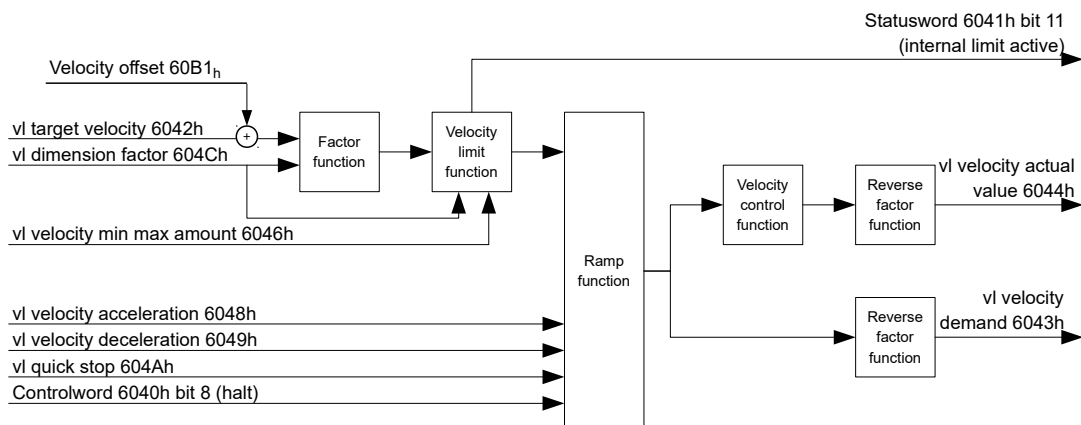 Statusword 6041h bit 11
(internal limit active)
Velocity offset 60B1h
vl target velocity 6042h
+
vl dimension factor 604Ch
Factor
function
Velocity
limit
function
vl velocity min max amount 6046h
Ramp
function
Velocity
control
function
Reverse
factor
function
vl velocity actual
value 6044h
vl velocity acceleration 6048h
vl velocity deceleration 6049h
vl quick stop 604Ah
Controlword 6040h bit 8 (halt)
Reverse
factor
function
vl velocity
demand 6043h